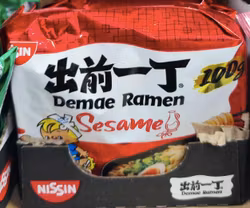 出前一丁
100g
Demae Ramen
Sesame
NISSIN
出前一丁
Demae Ramen